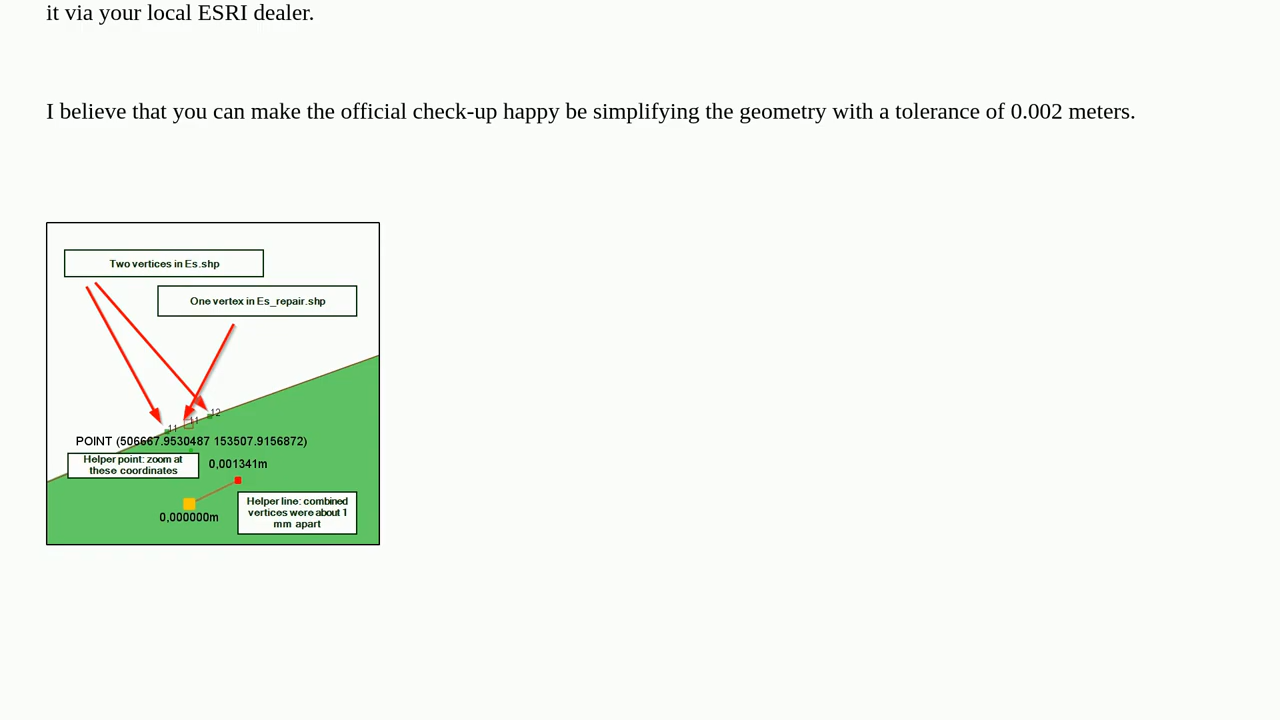 it via your local ESRI dealer.
I believe that you can make the official check-up happy be simplifying the geometry with a tolerance of 0.002 meters.
Two vertices in Es.shp
One vertex in Es_repair.shp
12
11
11
POINT (506667.9530487 153507.9156872)
Helper point: zoom at
these coordinates
0,001341m
Helper line: combined
vertices were about 1
mm apart
0,000000m